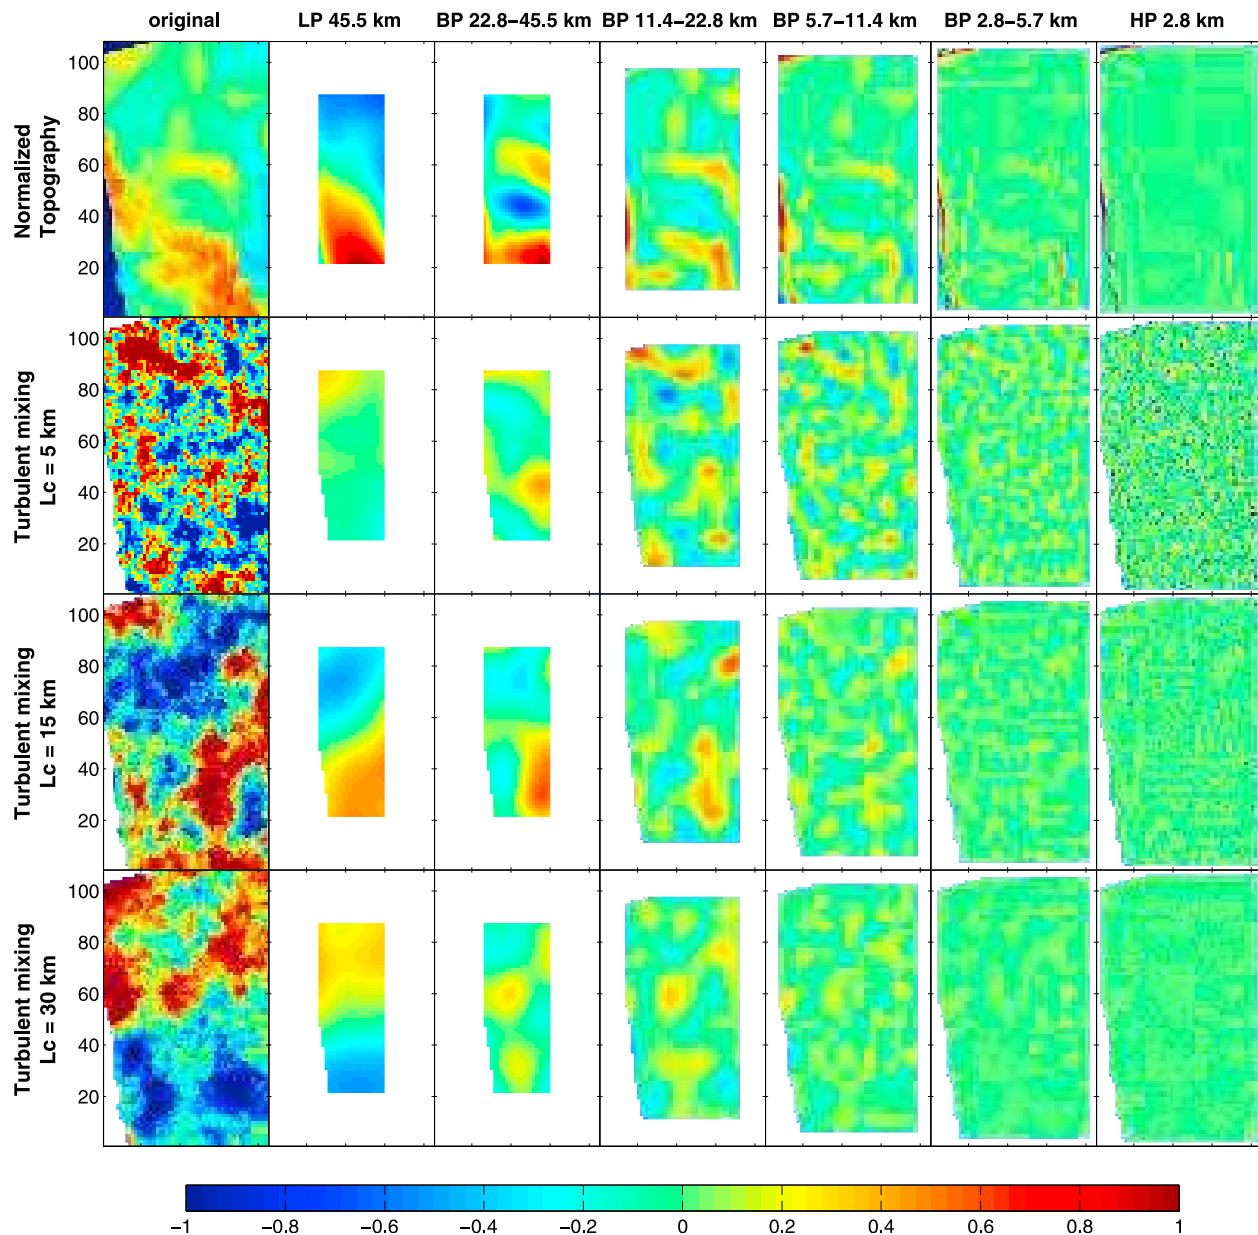 original LP 45.5 km BP 22.8–45.5 km BP 11.4–22.8 km BP 5.7–11.4 km BP 2.8–5.7 km HP 2.8 km
Normalized
Topography
100
80
60
40
20
Turbulent mixing
Lc = 5 km
100
80
60
40
20
Turbulent mixing
Lc = 15 km
100
80
60
40
20
Turbulent mixing
Lc = 30 km
100
80
60
40
20
−1 −0.8 −0.6 −0.4 −0.2 0 0.2 0.4 0.6 0.8 1